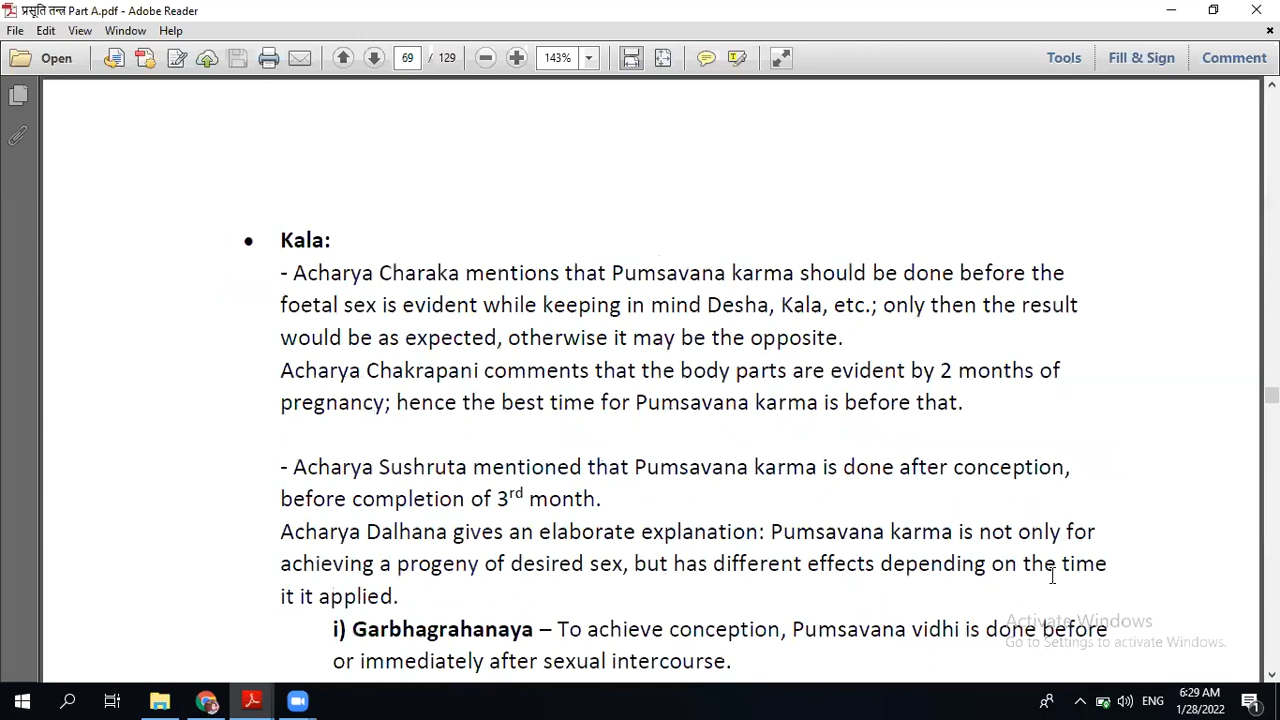 प्रसूति तन्त्र Part A.pdf - Adobe Reader
File Edit View Window Help
Open 69 / 129 143% Tools Fill & Sign Comment
• Kala:
- Acharya Charaka mentions that Pumsavana karma should be done before the
foetal sex is evident while keeping in mind Desha, Kala, etc.; only then the result
would be as expected, otherwise it may be the opposite.
Acharya Chakrapani comments that the body parts are evident by 2 months of
pregnancy; hence the best time for Pumsavana karma is before that.
- Acharya Sushruta mentioned that Pumsavana karma is done after conception,
before completion of 3rd month.
Acharya Dalhana gives an elaborate explanation: Pumsavana karma is not only for
achieving a progeny of desired sex, but has different effects depending on the time
it it applied.
i) Garbhagrahanaya – To achieve conception, Pumsavana vidhi is done before
or immediately after sexual intercourse.
Activate Windows
Go to Settings to activate Windows.
ENG
6:29 AM
1/28/2022
1